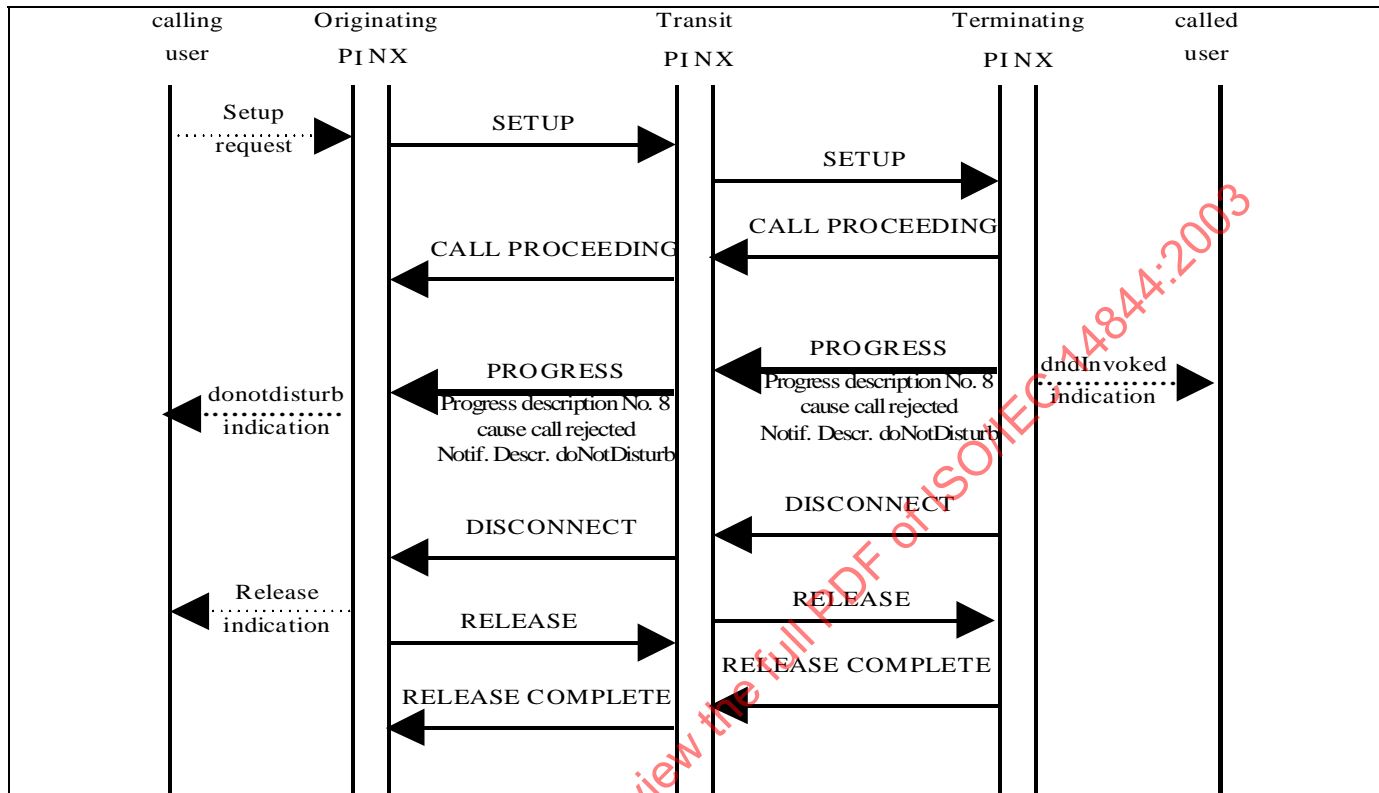 calling Originating Transit Terminating called
user PINX PINX PINX user
Setup
request
SETUP
SETUP
CALL PROCEEDING
CALL PROCEEDING
PROGRESS
Progress description No. 8
cause call rejected
Notif. Descr. doNotDisturb
dndInvoked
indication
PROGRESS
Progress description No. 8
cause call rejected
Notif. Descr. doNotDisturb
donotdisturb
indication
DISCONNECT
DISCONNECT
Release
indication
RELEASE
RELEASE
RELEASE COMPLETE
RELEASE COMPLETE
view the full PDF of ISO/IEC 14844:2003